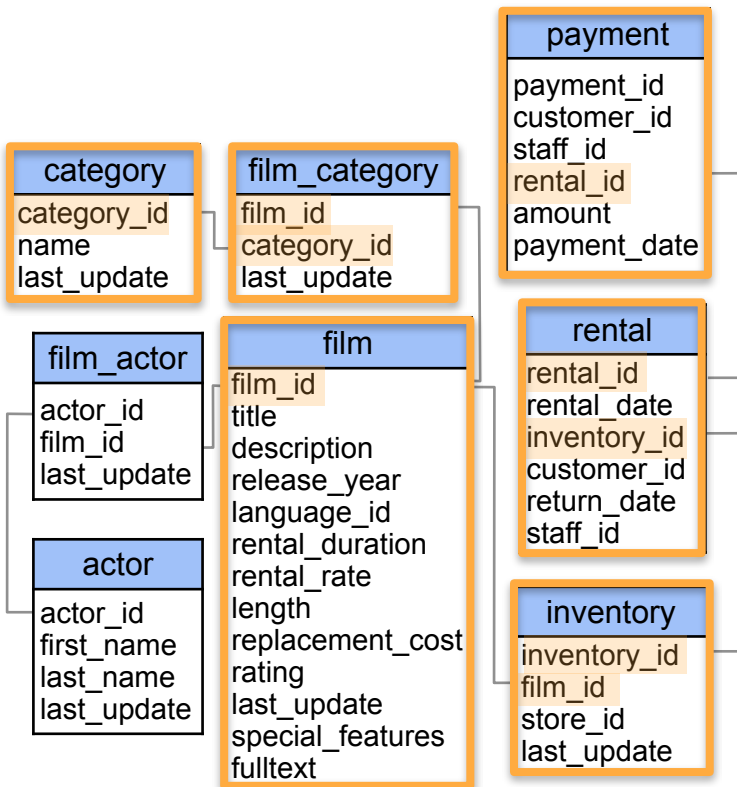 payment
payment_id
customer_id
staff_id
rental_id
amount
payment_date
category
category_id
name
last_update
film_category
film_id
category_id
last_update
film_actor
actor_id
film_id
last_update
film
film_id
title
description
release_year
language_id
rental_duration
rental_rate
length
replacement_cost
rating
last_update
special_features
fulltext
rental
rental_id
rental_date
inventory_id
customer_id
return_date
staff_id
actor
actor_id
first_name
last_name
last_update
inventory
inventory_id
film_id
store_id
last_update